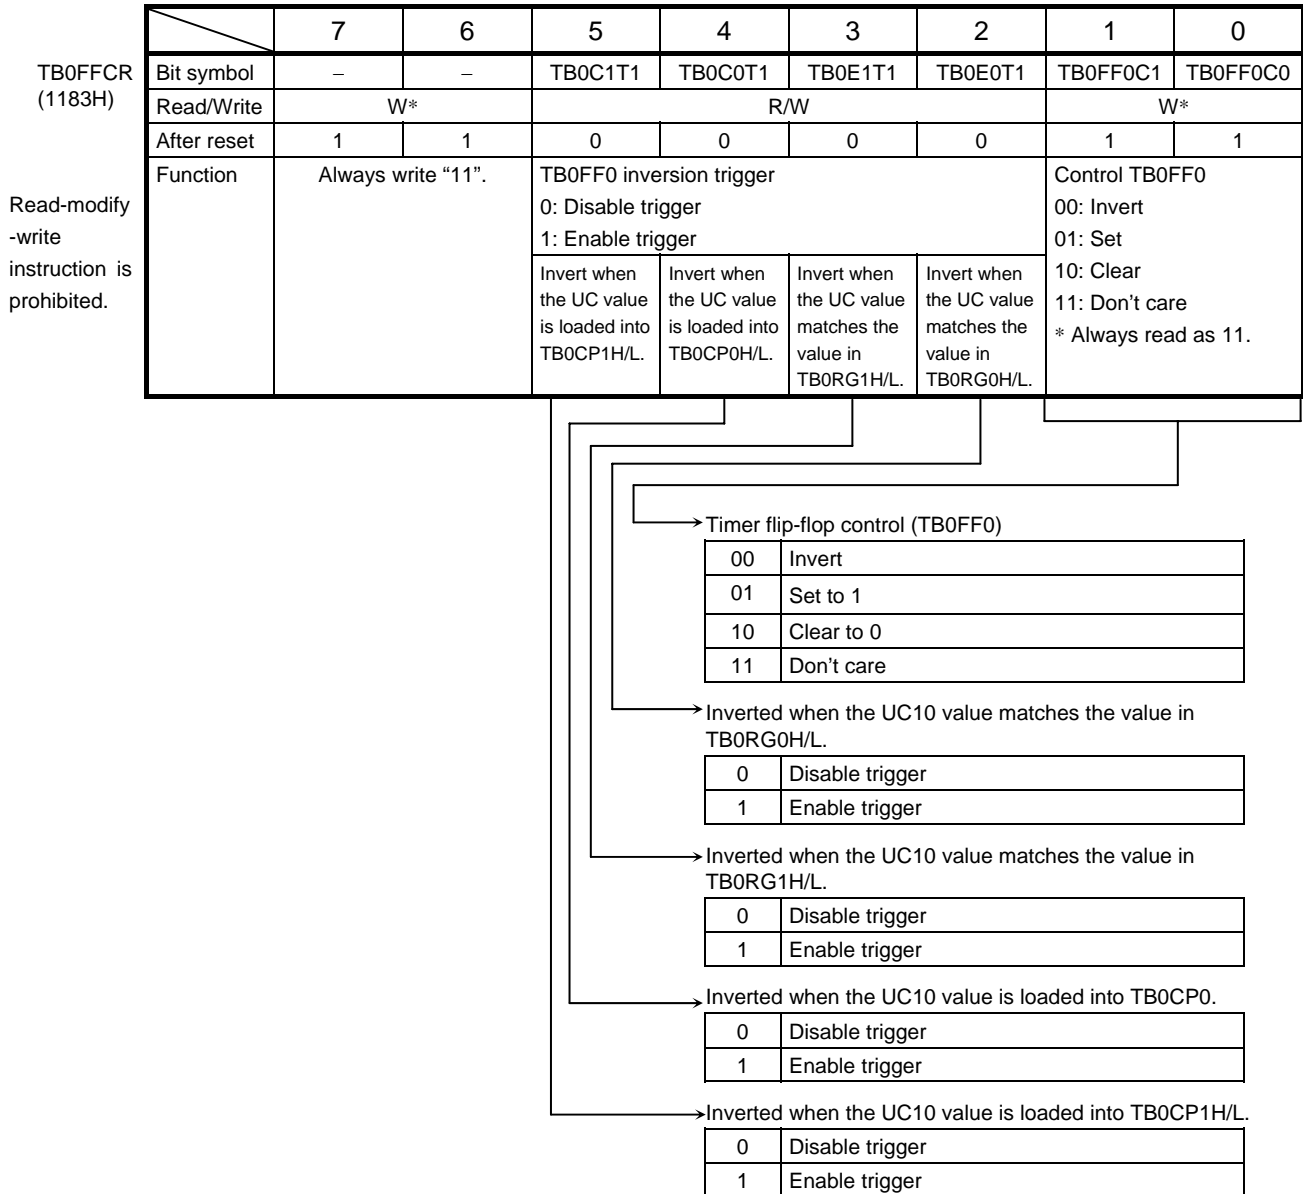 7 6 5 4 3 2 1 0
TB0FFCR
(1183H)
Bit symbol – – TB0C1T1 TB0C0T1 TB0E1T1 TB0E0T1 TB0FF0C1 TB0FF0C0
Read/Write W* R/W W*
After reset 1 1 0 0 0 0 1 1
Read-modify
-write
instruction is
prohibited.
Function
Always write “11”.
TB0FF0 inversion trigger
0: Disable trigger
1: Enable trigger
Invert when
the UC value
is loaded into
TB0CP1H/L.
Invert when
the UC value
is loaded into
TB0CP0H/L.
Invert when
the UC value
matches the
value in
TB0RG1H/L.
Invert when
the UC value
matches the
value in
TB0RG0H/L.
Control TB0FF0
00: Invert
01: Set
10: Clear
11: Don’t care
* Always read as 11.
Timer flip-flop control (TB0FF0)
00 Invert
01 Set to 1
10 Clear to 0
11 Don’t care
Inverted when the UC10 value matches the value in
TB0RG0H/L.
0 Disable trigger
1 Enable trigger
Inverted when the UC10 value matches the value in
TB0RG1H/L.
0 Disable trigger
1 Enable trigger
Inverted when the UC10 value is loaded into TB0CP0.
0 Disable trigger
1 Enable trigger
Inverted when the UC10 value is loaded into TB0CP1H/L.
0 Disable trigger
1 Enable trigger